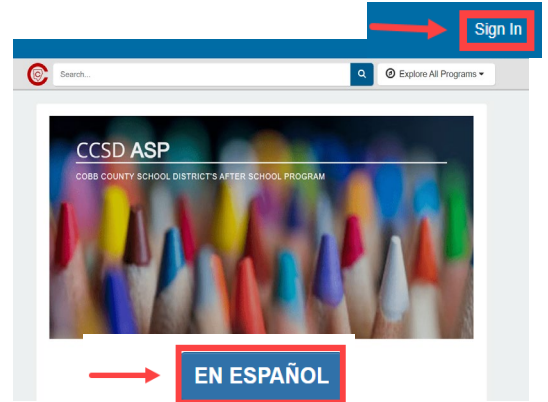 Sign In
Search...
Explore All Programs
CCSD ASP
COBB COUNTY SCHOOL DISTRICT'S AFTER SCHOOL PROGRAM
EN ESPAÑOL